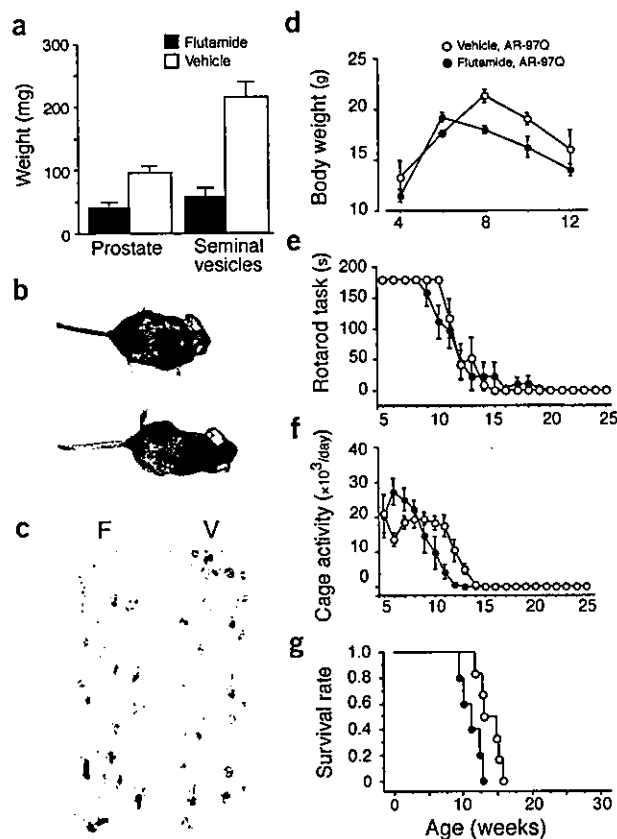 a
Flutamide
Vehicle
Weight (mg)
300
200
100
0
Prostate
Seminal
vesicles
b
c
F
V
d
Vehicle, AR-97Q
Flutamide, AR-97Q
Body weight (g)
20
15
10
4
8
12
e
Rotarod task (s)
200
150
100
50
0
5
10
15
20
25
f
Cage activity (×10³/day)
40
30
20
10
0
5
10
15
20
25
g
Survival rate
1.0
0.8
0.6
0.4
0.2
0
0
10
20
30
Age (weeks)